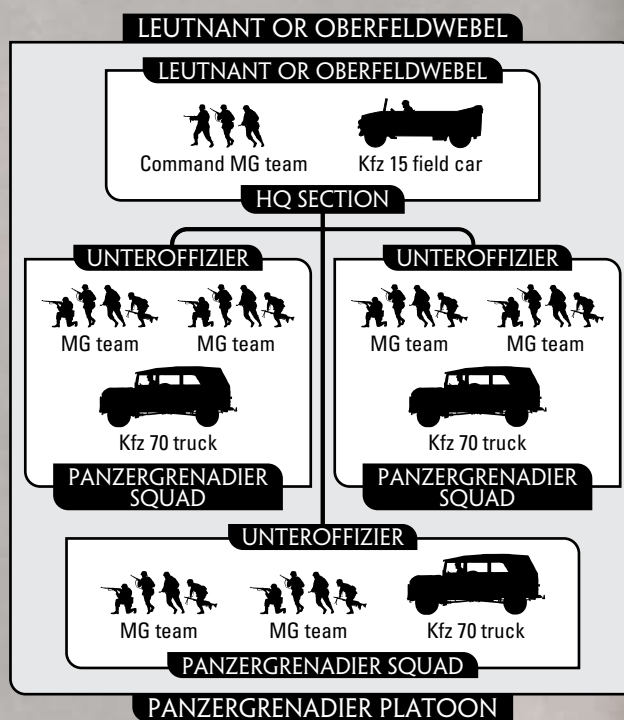 LEUTNANT OR OBERFELDWEBEL
LEUTNANT OR OBERFELDWEBEL
Command MG team
Kfz 15 field car
HQ SECTION
UNTEROFFIZIER
MG team
MG team
Kfz 70 truck
PANZERGRENADIER
SQUAD
UNTEROFFIZIER
MG team
MG team
Kfz 70 truck
PANZERGRENADIER
SQUAD
UNTEROFFIZIER
MG team
MG team
Kfz 70 truck
PANZERGRENADIER SQUAD
PANZERGRENADIER PLATOON